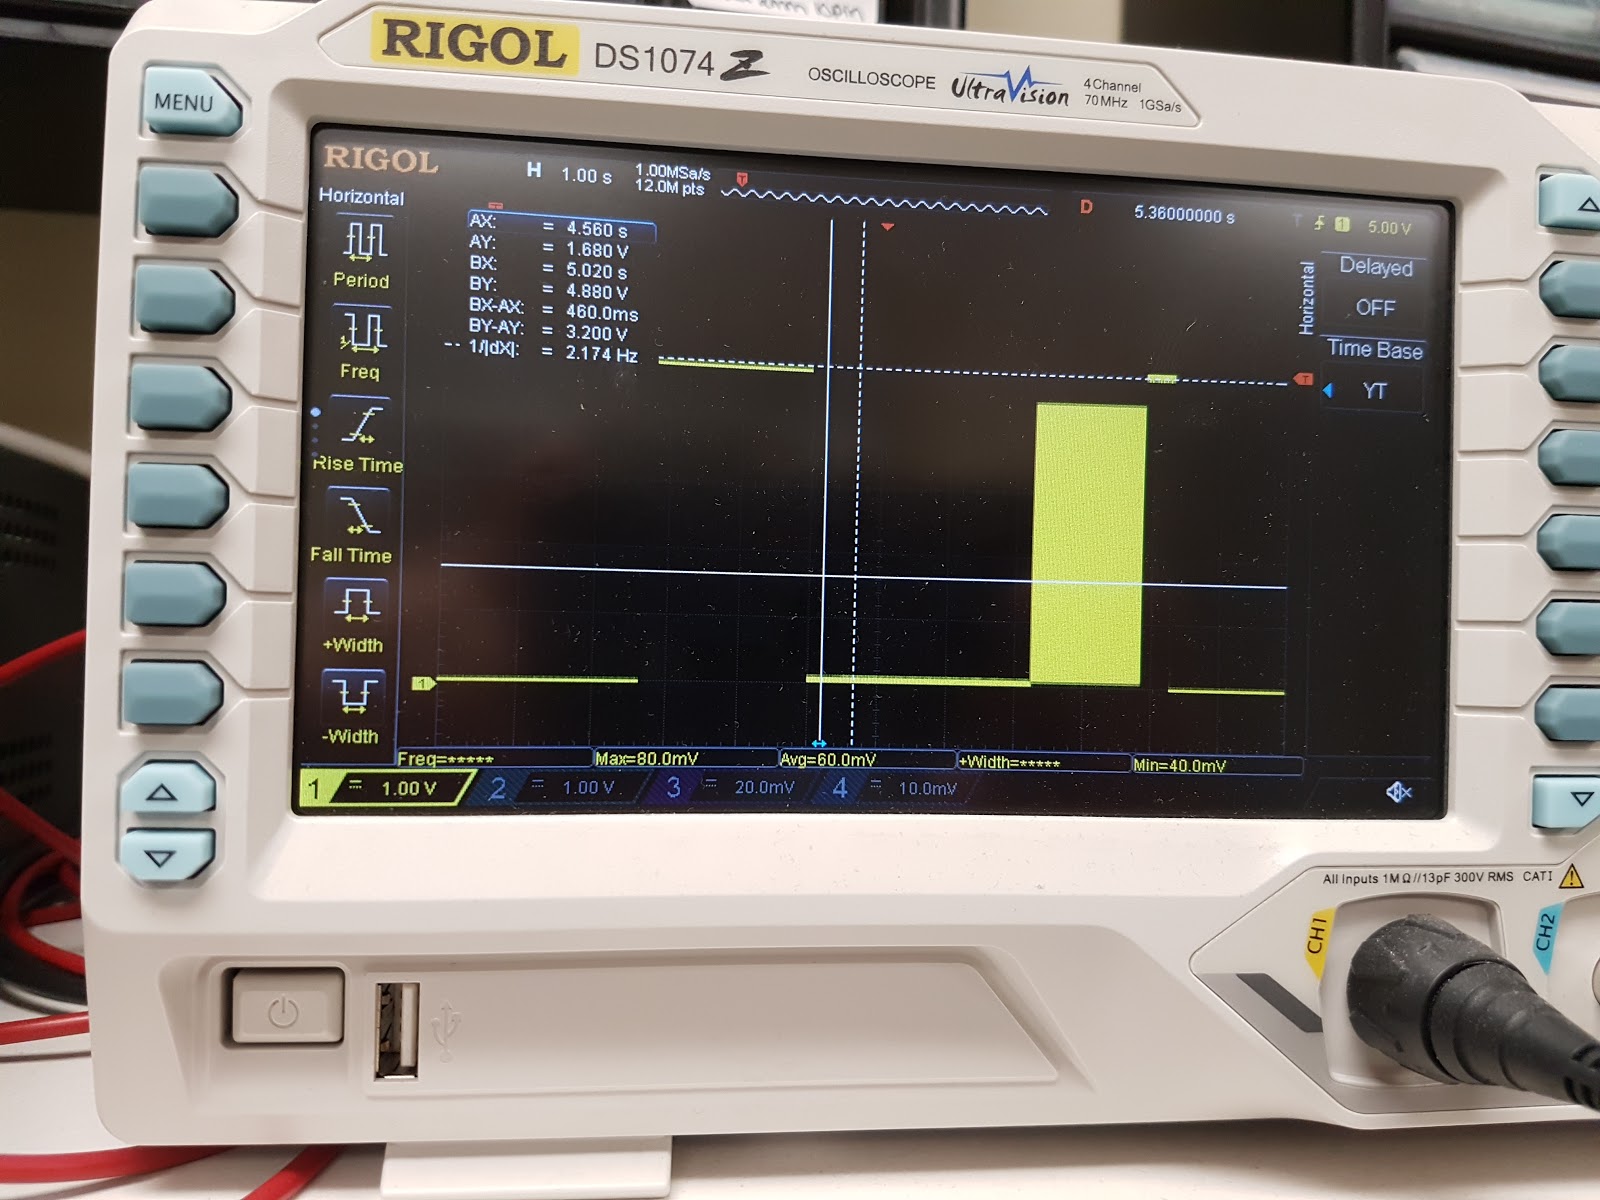 RIGOL DS1074Z OSCILLOSCOPE UltraVision 4 Channel
70MHz 1GSa/s
MENU
RIGOL H 1.00 s 1.00MSa/s
12.0M pts
T
D 5.36000000 s
T 1 5.00 V
Horizontal
Period
Freq
Rise Time
Fall Time
+Width
-Width
AX: = 4.560 s
AY: = 1.680 V
BX: = 5.020 s
BY: = 4.880 V
BX-AX: = 460.0ms
BY-AY: = 3.200 V
1/|dX|: = 2.174 Hz
T
1
Horizontal
Delayed
OFF
Time Base
YT
Freq=***** Max=80.0mV Avg=60.0mV +Width=***** Min=40.0mV
1 1.00 V 2 1.00 V 3 20.0mV 4 10.0mV
All Inputs 1MΩ//13pF 300V RMS CATI
CH1
CH2